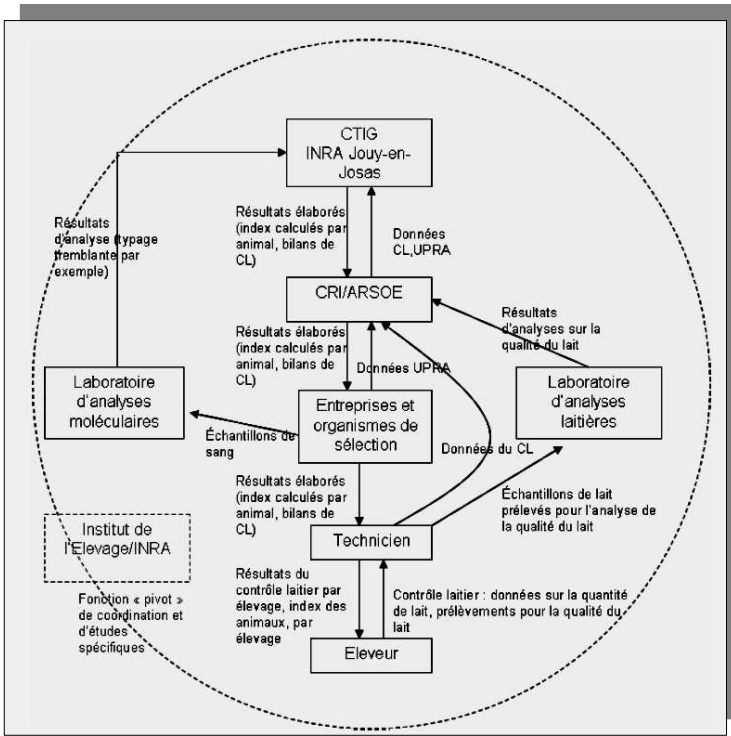 CTIG
INRA Jouy-en-
Josas
Résultats
d'analyse (typage
tremblante par
exemple)
Résultats élaborés
(index calculés par
animal, bilans de
CL)
Données
CL,UPRA
CRI/ARSOE
Résultats élaborés
(index calculés par
animal, bilans de
CL)
Données UPRA
Résultats
d'analyses sur la
qualité du lait
Laboratoire
d'analyses
moléculaires
Entreprises et
organismes de
sélection
Laboratoire
d'analyses
laitières
Échantillons de
sang
Données du CL
Résultats élaborés
(index calculés par
animal, bilans de
CL)
Échantillons de lait
prélevés pour l'analyse de
la qualité du lait
Institut de
l'Elevage/INRA
Technicien
Fonction « pivot »
de coordination et
d'études
spécifiques
Résultats du
contrôle laitier par
élevage, index des
animaux, par
élevage
Contrôle laitier : données sur la quantité
de lait, prélèvements pour la qualité du
lait
Eleveur